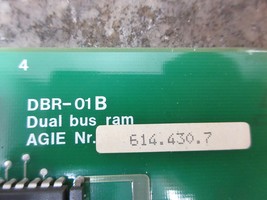 4
DBR-01B
Dual bus ram
AGIE Nr. 614.430.7